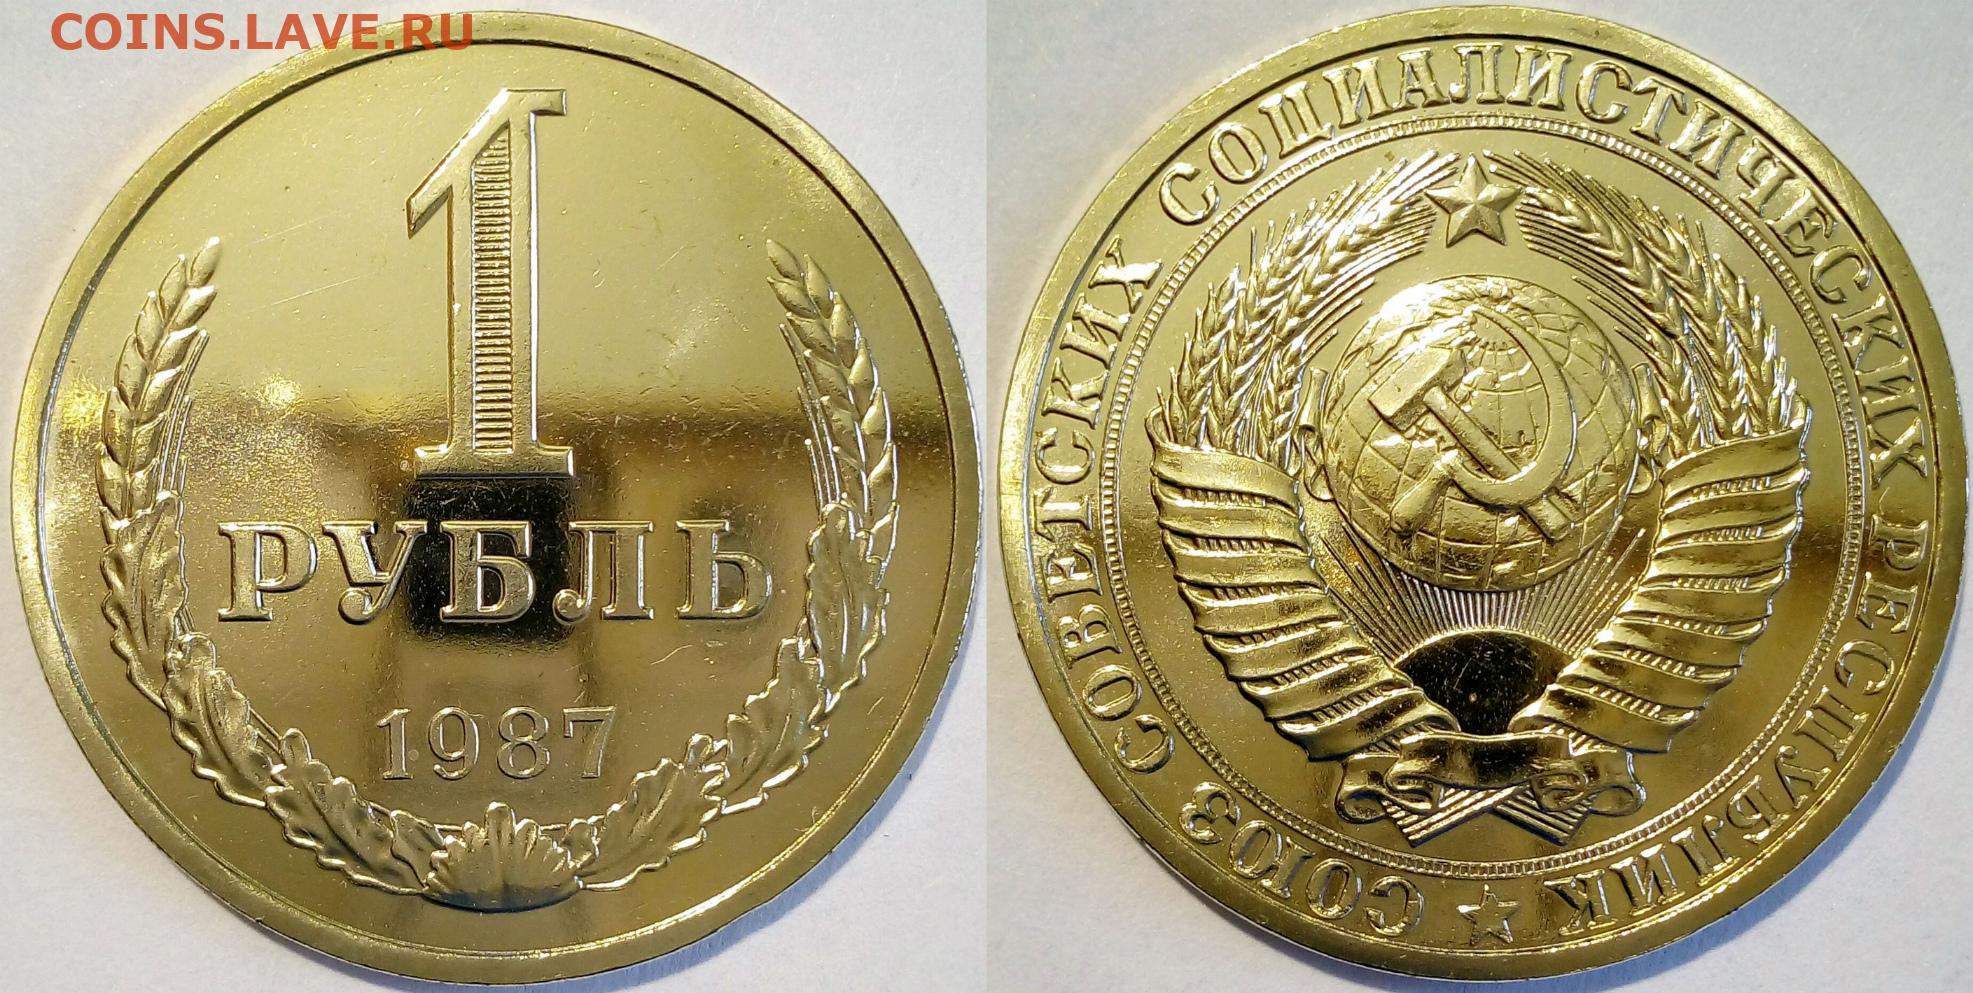 COINS.LAVE.RU
1
РУБЛЬ
1987
СОЮЗ СОВЕТСКИХ СОЦИАЛИСТИЧЕСКИХ РЕСПУБЛИК